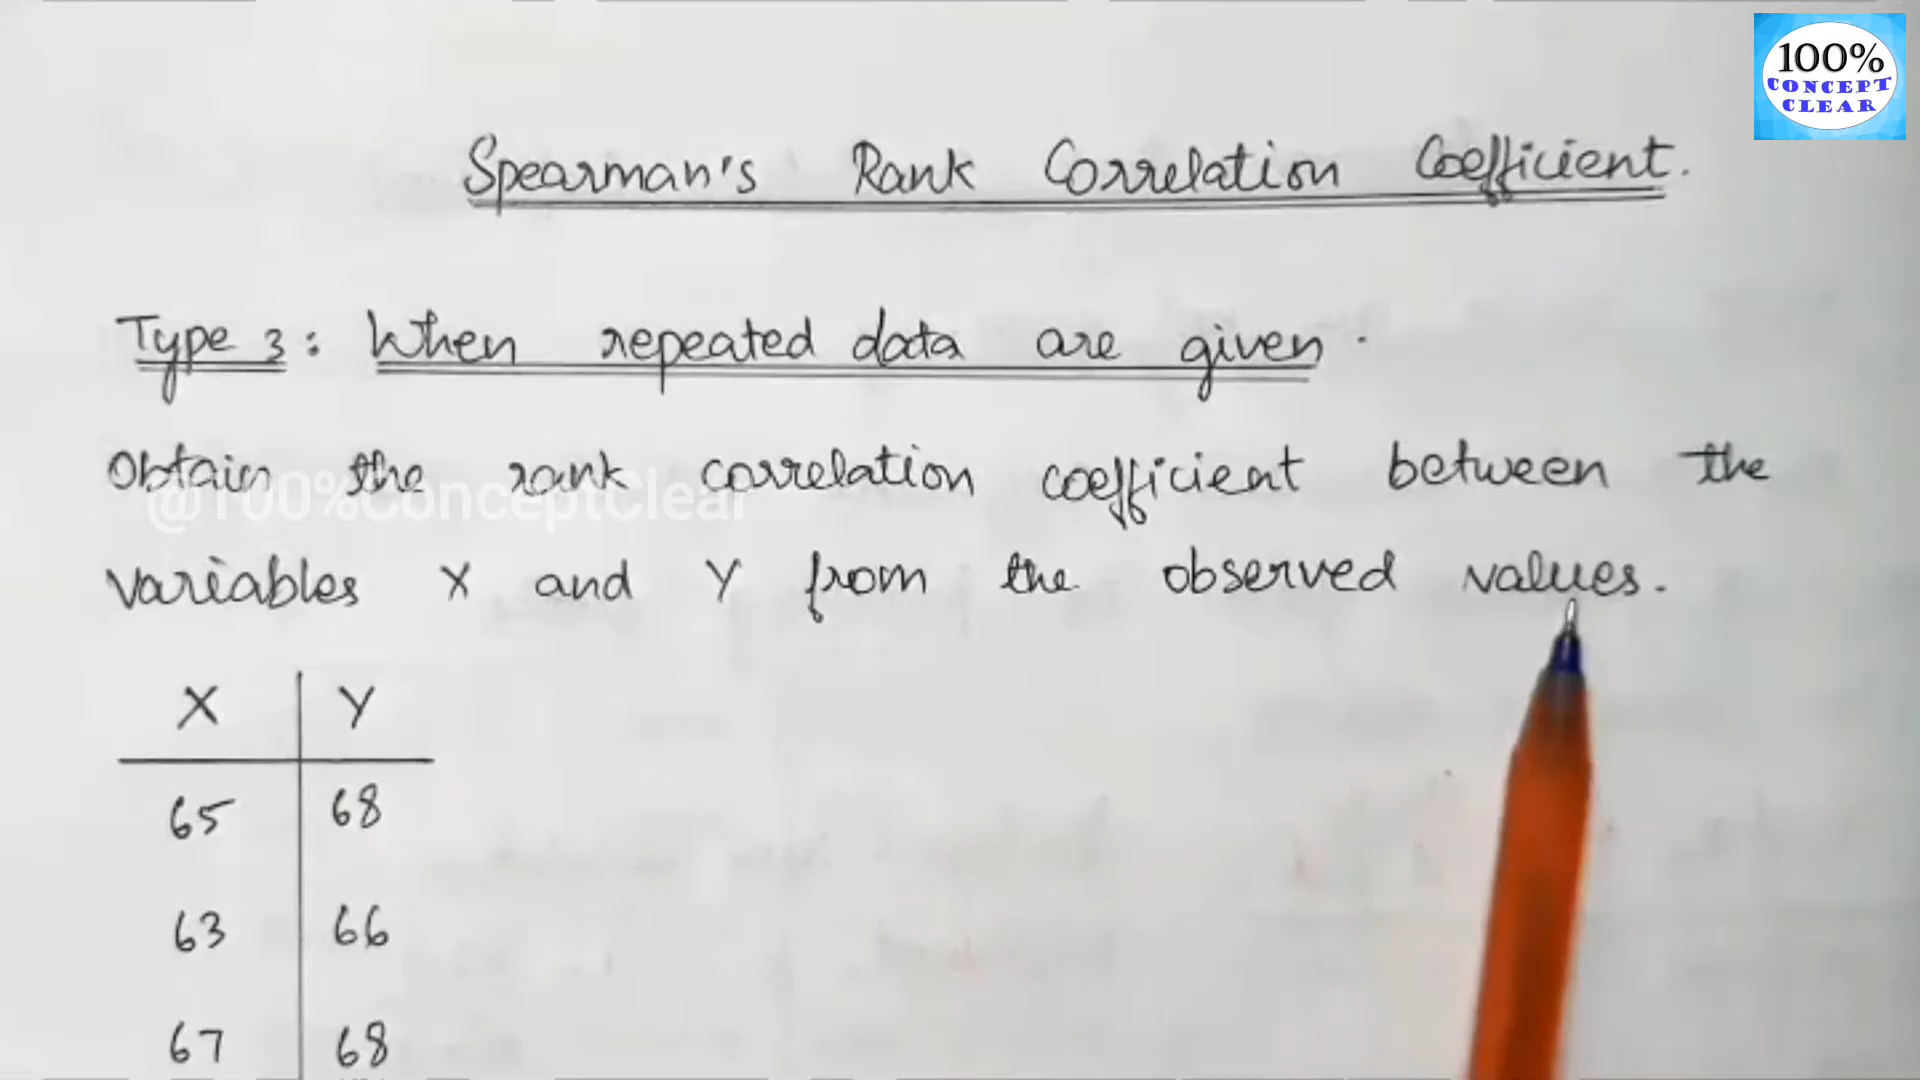 100%
CONCEPT
CLEAR
Spearman's Rank Correlation Coefficient.
Type 3: When repeated data are given.
Obtain the rank correlation coefficient between the
@100%ConceptClear
variables X and Y from the observed values.
X Y
65 68
63 66
67 68